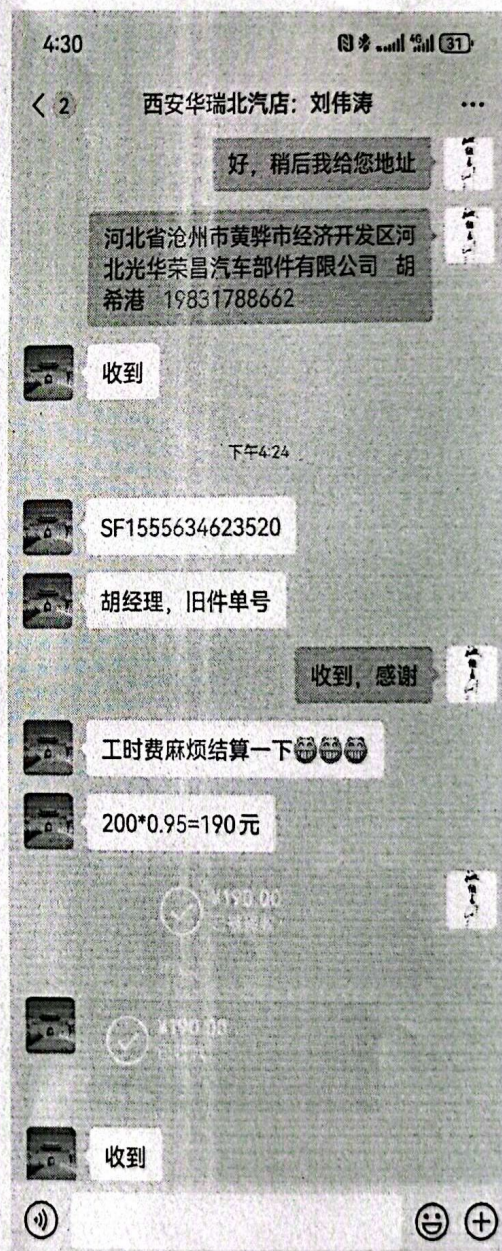 4:30
4G 31
2 西安华瑞北汽店：刘伟涛
好，稍后我给您地址
河北省沧州市黄骅市经济开发区河
北光华荣昌汽车部件有限公司 胡
希港 19831788662
收到
下午4:24
SF1555634623520
胡经理，旧件单号
收到，感谢
工时费麻烦结算一下😁😁😁
200*0.95=190元
¥190.00
¥190.00
收到